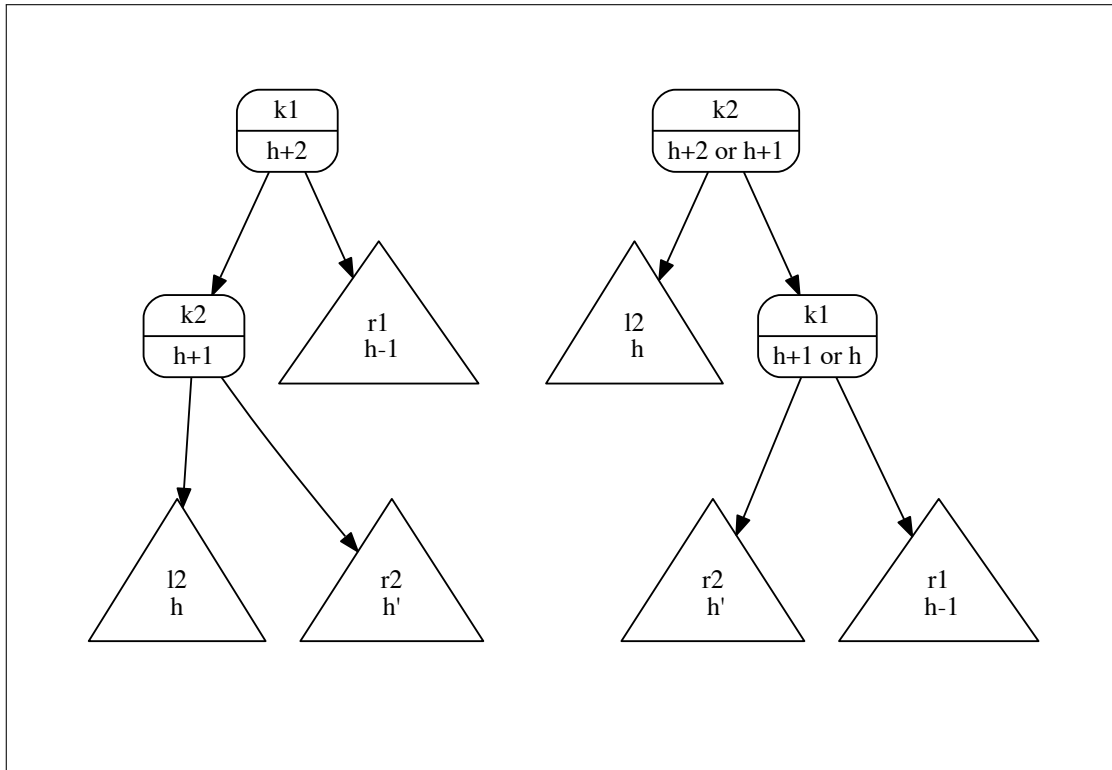 k1
h+2
k2
h+2 or h+1
r1
h-1
k2
h+1
l2
h
k1
h+1 or h
l2
h
r2
h'
r2
h'
r1
h-1